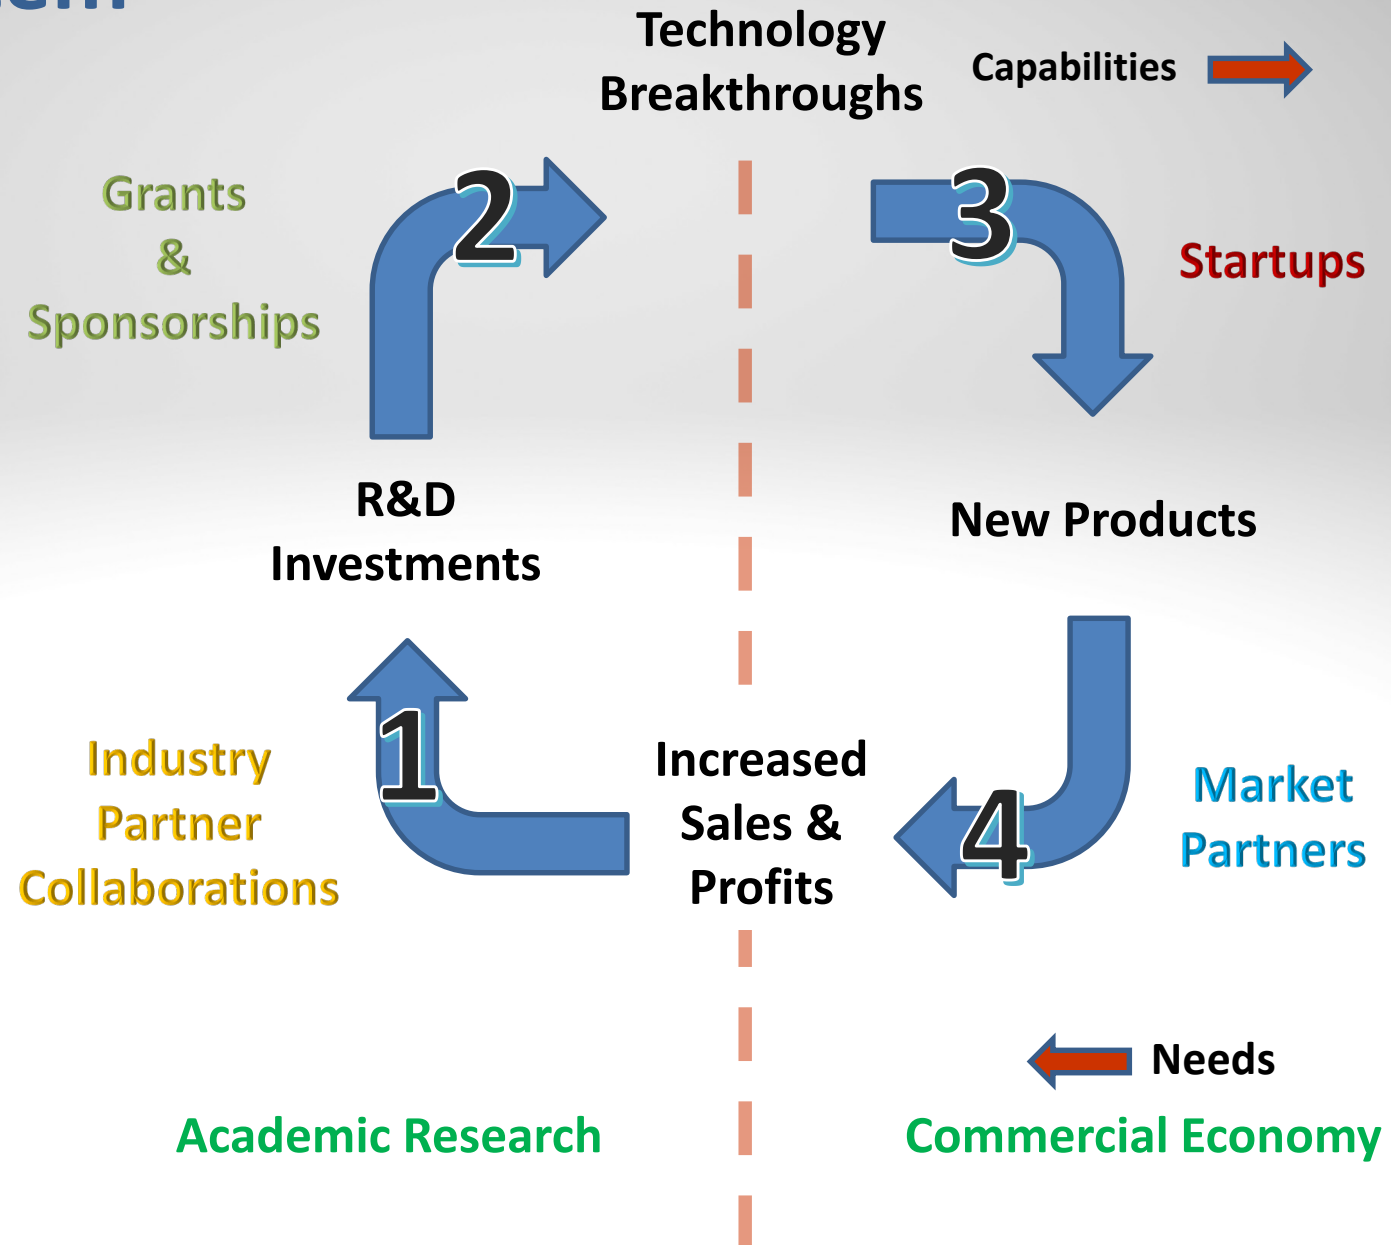 Technology
Breakthroughs
Capabilities
2
3
Grants
&
Sponsorships
Startups
R&D
Investments
New Products
1
Industry
Partner
Collaborations
Increased
Sales &
Profits
4
Market
Partners
Needs
Academic Research
Commercial Economy